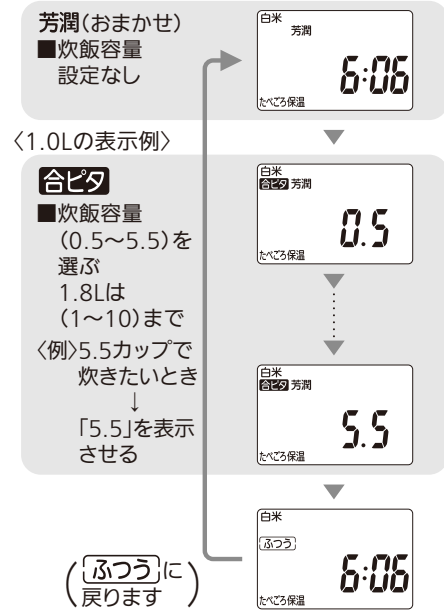 芳潤(おまかせ)
■炊飯容量
設定なし
白米
芳潤
6:06
たべごろ保温
〈1.0Lの表示例〉
合ピタ
■炊飯容量
(0.5〜5.5)を
選ぶ
1.8Lは
(1〜10)まで
〈例〉5.5カップで
炊きたいとき
↓
「5.5」を表示
させる
白米
合ピタ 芳潤
0.5
たべごろ保温
白米
合ピタ 芳潤
5.5
たべごろ保温
(ふつうに
戻ります)
白米
ふつう
6:06
たべごろ保温